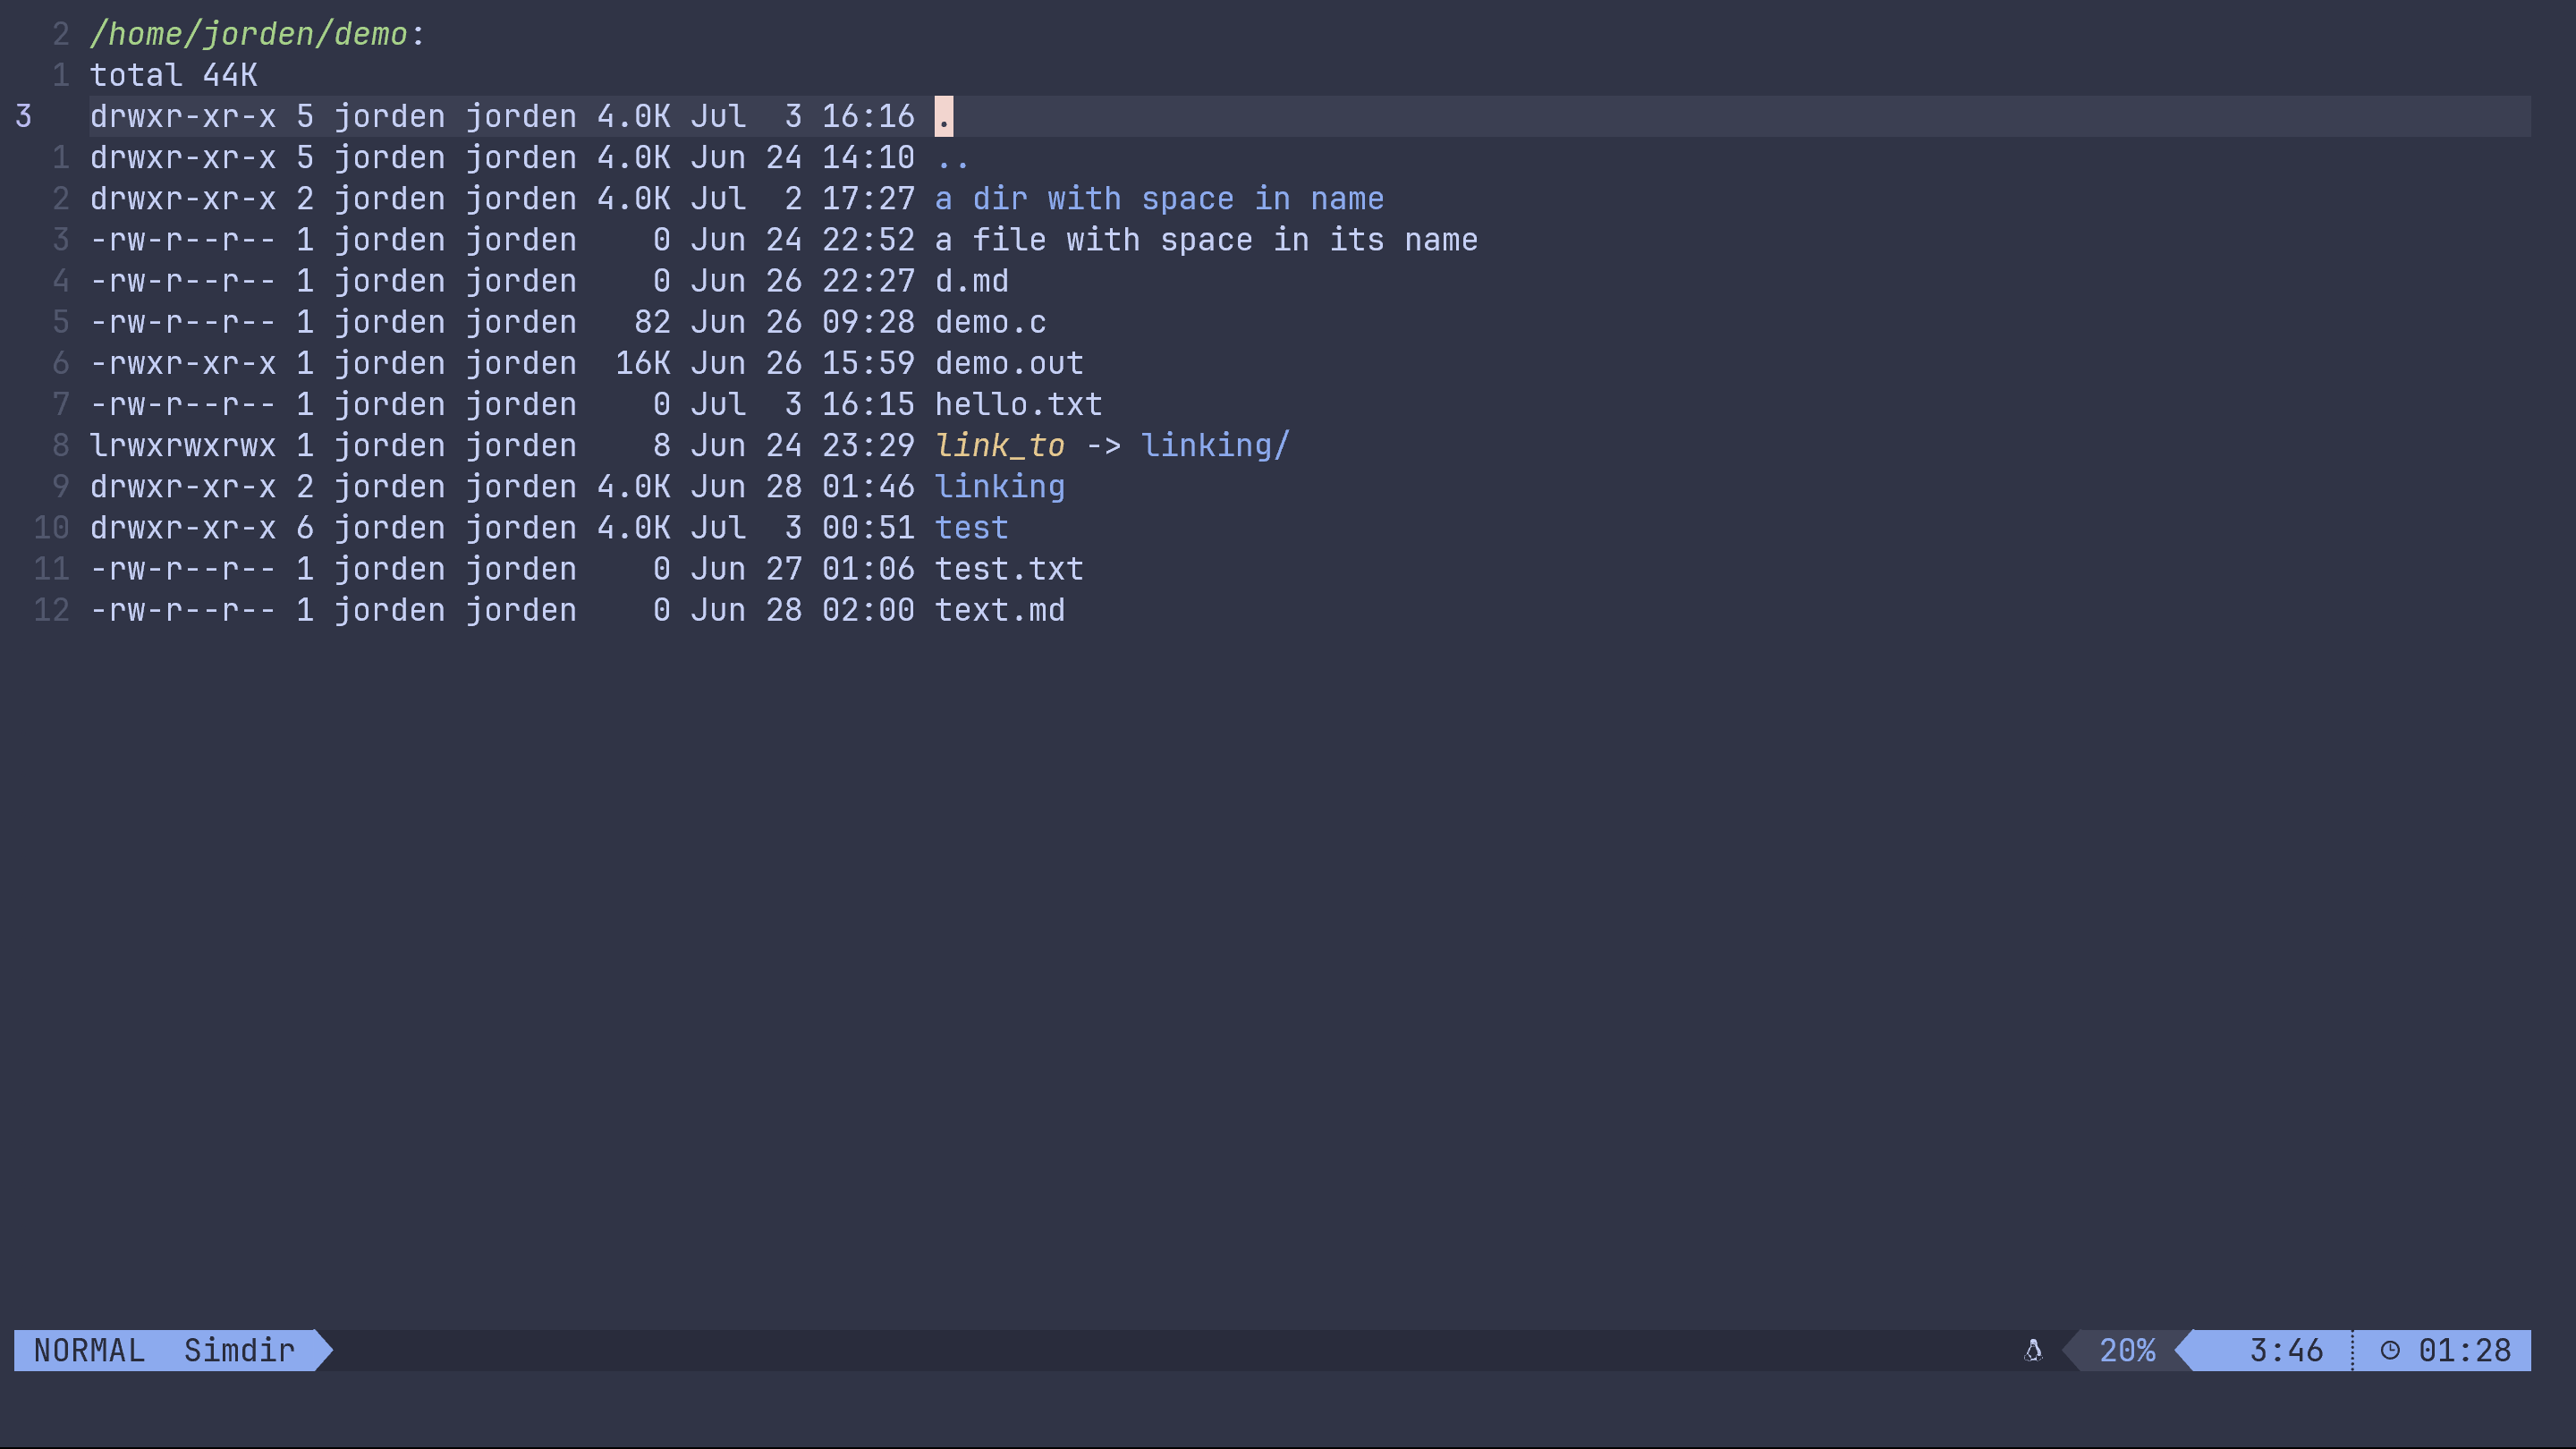 2 /home/jorden/demo:
1 total 44K
3 drwxr-xr-x 5 jorden jorden 4.0K Jul  3 16:16 .
1 drwxr-xr-x 5 jorden jorden 4.0K Jun 24 14:10 ..
2 drwxr-xr-x 2 jorden jorden 4.0K Jul  2 17:27 a dir with space in name
3 -rw-r--r-- 1 jorden jorden    0 Jun 24 22:52 a file with space in its name
4 -rw-r--r-- 1 jorden jorden    0 Jun 26 22:27 d.md
5 -rw-r--r-- 1 jorden jorden   82 Jun 26 09:28 demo.c
6 -rwxr-xr-x 1 jorden jorden  16K Jun 26 15:59 demo.out
7 -rw-r--r-- 1 jorden jorden    0 Jul  3 16:15 hello.txt
8 lrwxrwxrwx 1 jorden jorden    8 Jun 24 23:29 link_to -> linking/
9 drwxr-xr-x 2 jorden jorden 4.0K Jun 28 01:46 linking
10 drwxr-xr-x 6 jorden jorden 4.0K Jul  3 00:51 test
11 -rw-r--r-- 1 jorden jorden    0 Jun 27 01:06 test.txt
12 -rw-r--r-- 1 jorden jorden    0 Jun 28 02:00 text.md
NORMAL  Simdir 20% 3:46 01:28